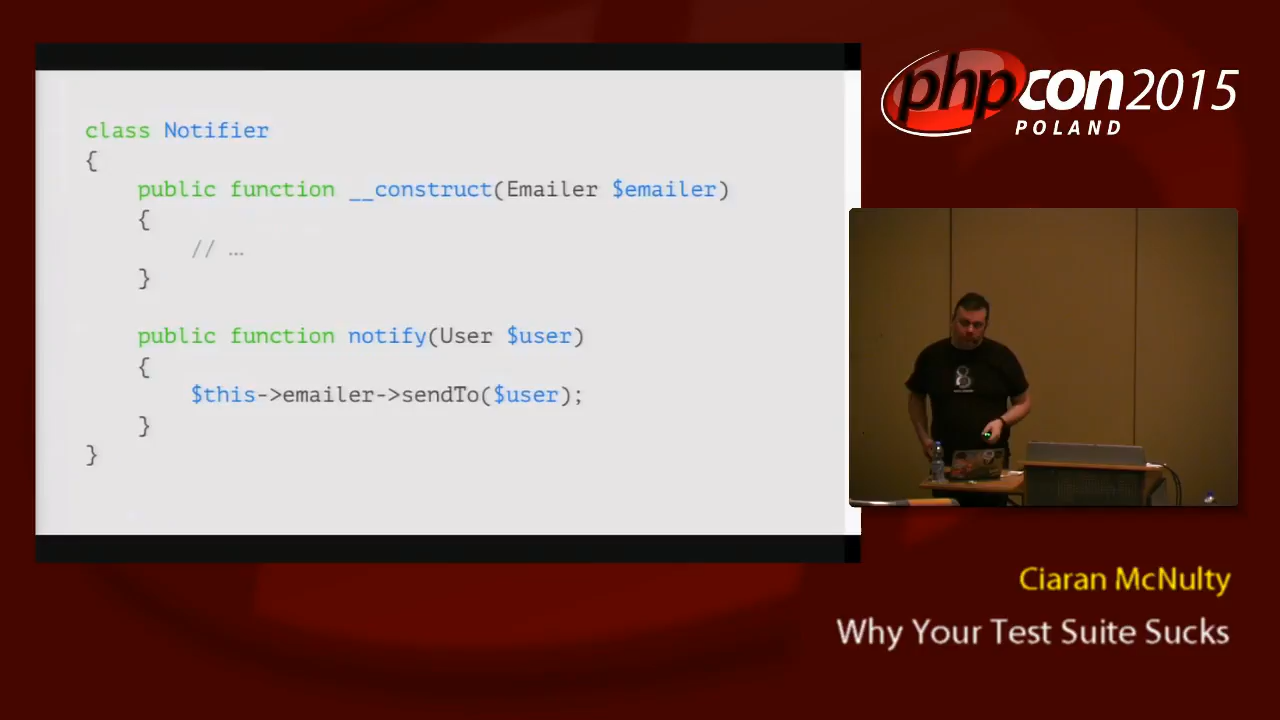 class Notifier
{
public function __construct(Emailer $emailer)
{
// …
}
public function notify(User $user)
{
$this->emailer->sendTo($user);
}
}
phpcon2015
POLAND
8
Ciaran McNulty
Why Your Test Suite Sucks